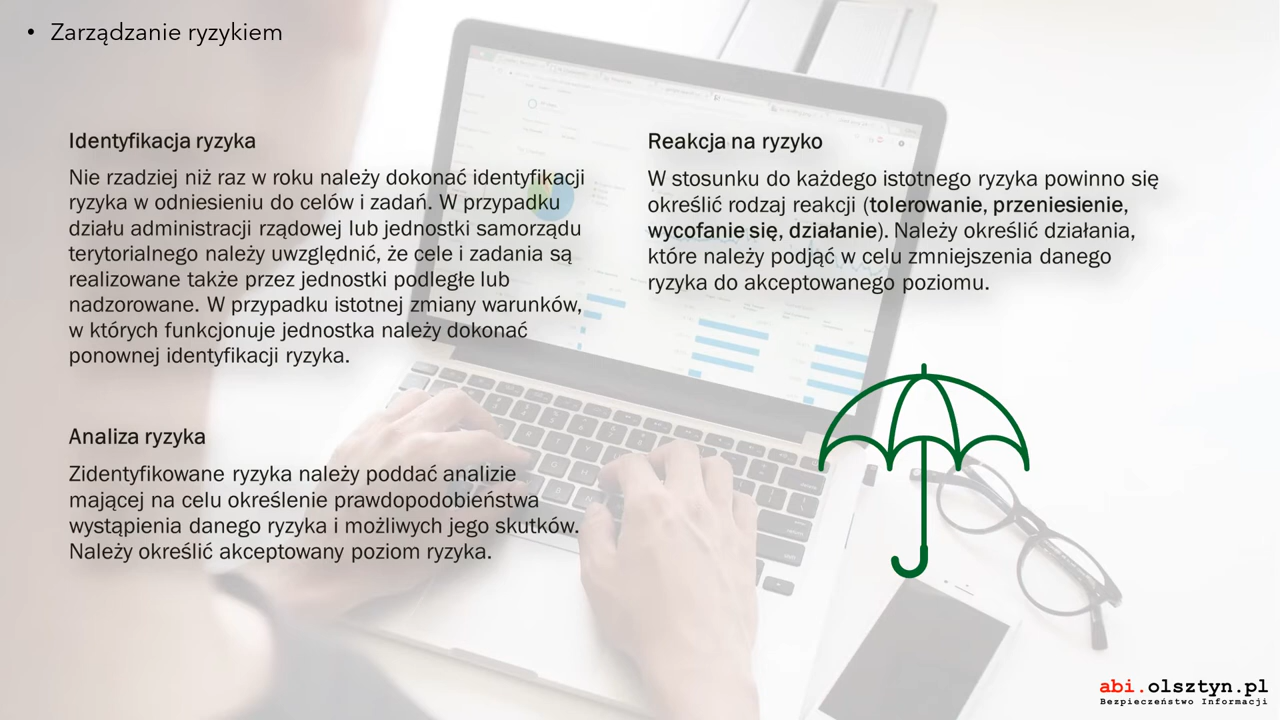 • Zarządzanie ryzykiem
Identyfikacja ryzyka
Nie rzadziej niż raz w roku należy dokonać identyfikacji
ryzyka w odniesieniu do celów i zadań. W przypadku
działu administracji rządowej lub jednostki samorządu
terytorialnego należy uwzględnić, że cele i zadania są
realizowane także przez jednostki podległe lub
nadzorowane. W przypadku istotnej zmiany warunków,
w których funkcjonuje jednostka należy dokonać
ponownej identyfikacji ryzyka.
Analiza ryzyka
Zidentyfikowane ryzyka należy poddać analizie
mającej na celu określenie prawdopodobieństwa
wystąpienia danego ryzyka i możliwych jego skutków.
Należy określić akceptowany poziom ryzyka.
Reakcja na ryzyko
W stosunku do każdego istotnego ryzyka powinno się
określić rodzaj reakcji (tolerowanie, przeniesienie,
wycofanie się, działanie). Należy określić działania,
które należy podjąć w celu zmniejszenia danego
ryzyka do akceptowanego poziomu.
abi.olsztyn.pl
Bezpieczeństwo Informacji